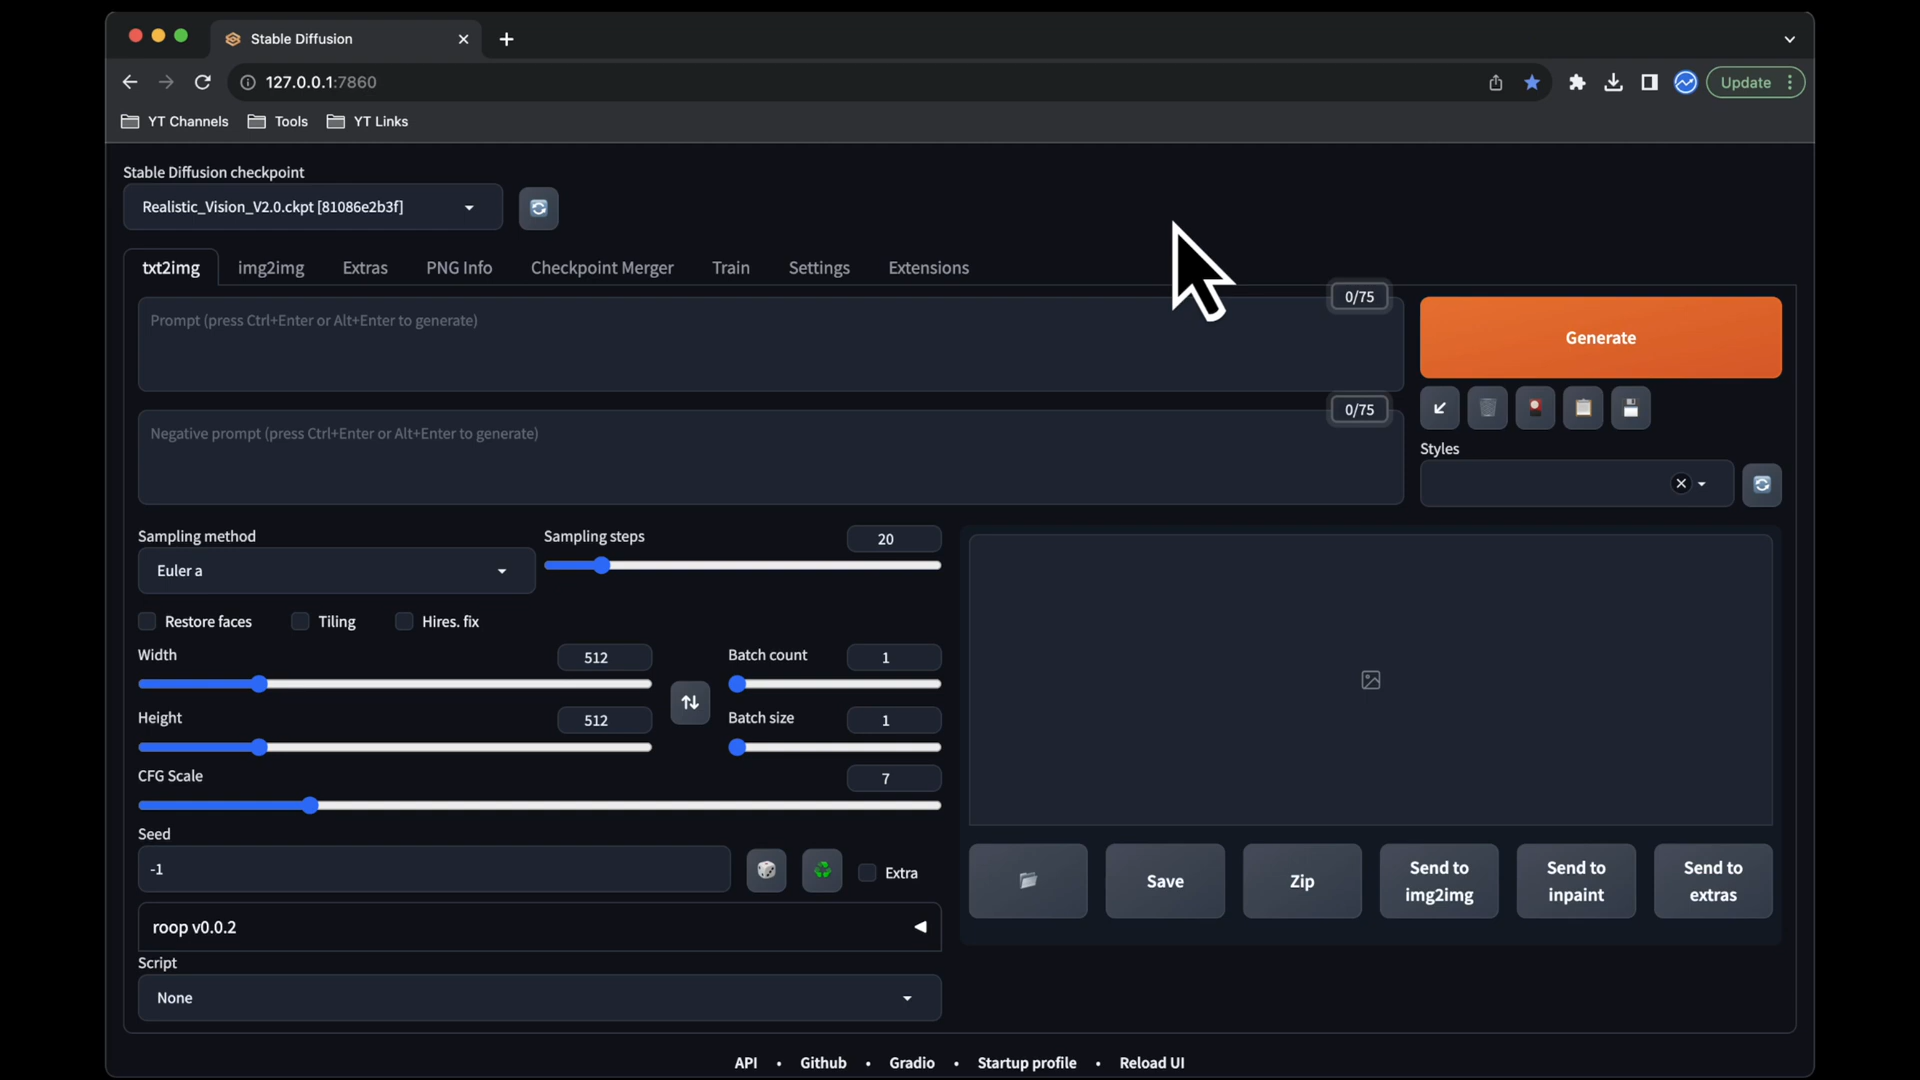 Stable Diffusion
127.0.0.1:7860
Update
YT Channels
Tools
YT Links
Stable Diffusion checkpoint
Realistic_Vision_V2.0.ckpt [81086e2b3f]
txt2img
img2img
Extras
PNG Info
Checkpoint Merger
Train
Settings
Extensions
0/75
Prompt (press Ctrl+Enter or Alt+Enter to generate)
Generate
0/75
Negative prompt (press Ctrl+Enter or Alt+Enter to generate)
Styles
Sampling method
Euler a
Sampling steps
20
Restore faces
Tiling
Hires. fix
Width
512
Batch count
1
Height
512
Batch size
1
CFG Scale
7
Seed
-1
Extra
Save
Zip
Send to
img2img
Send to
inpaint
Send to
extras
roop v0.0.2
Script
None
API • Github • Gradio • Startup profile • Reload UI